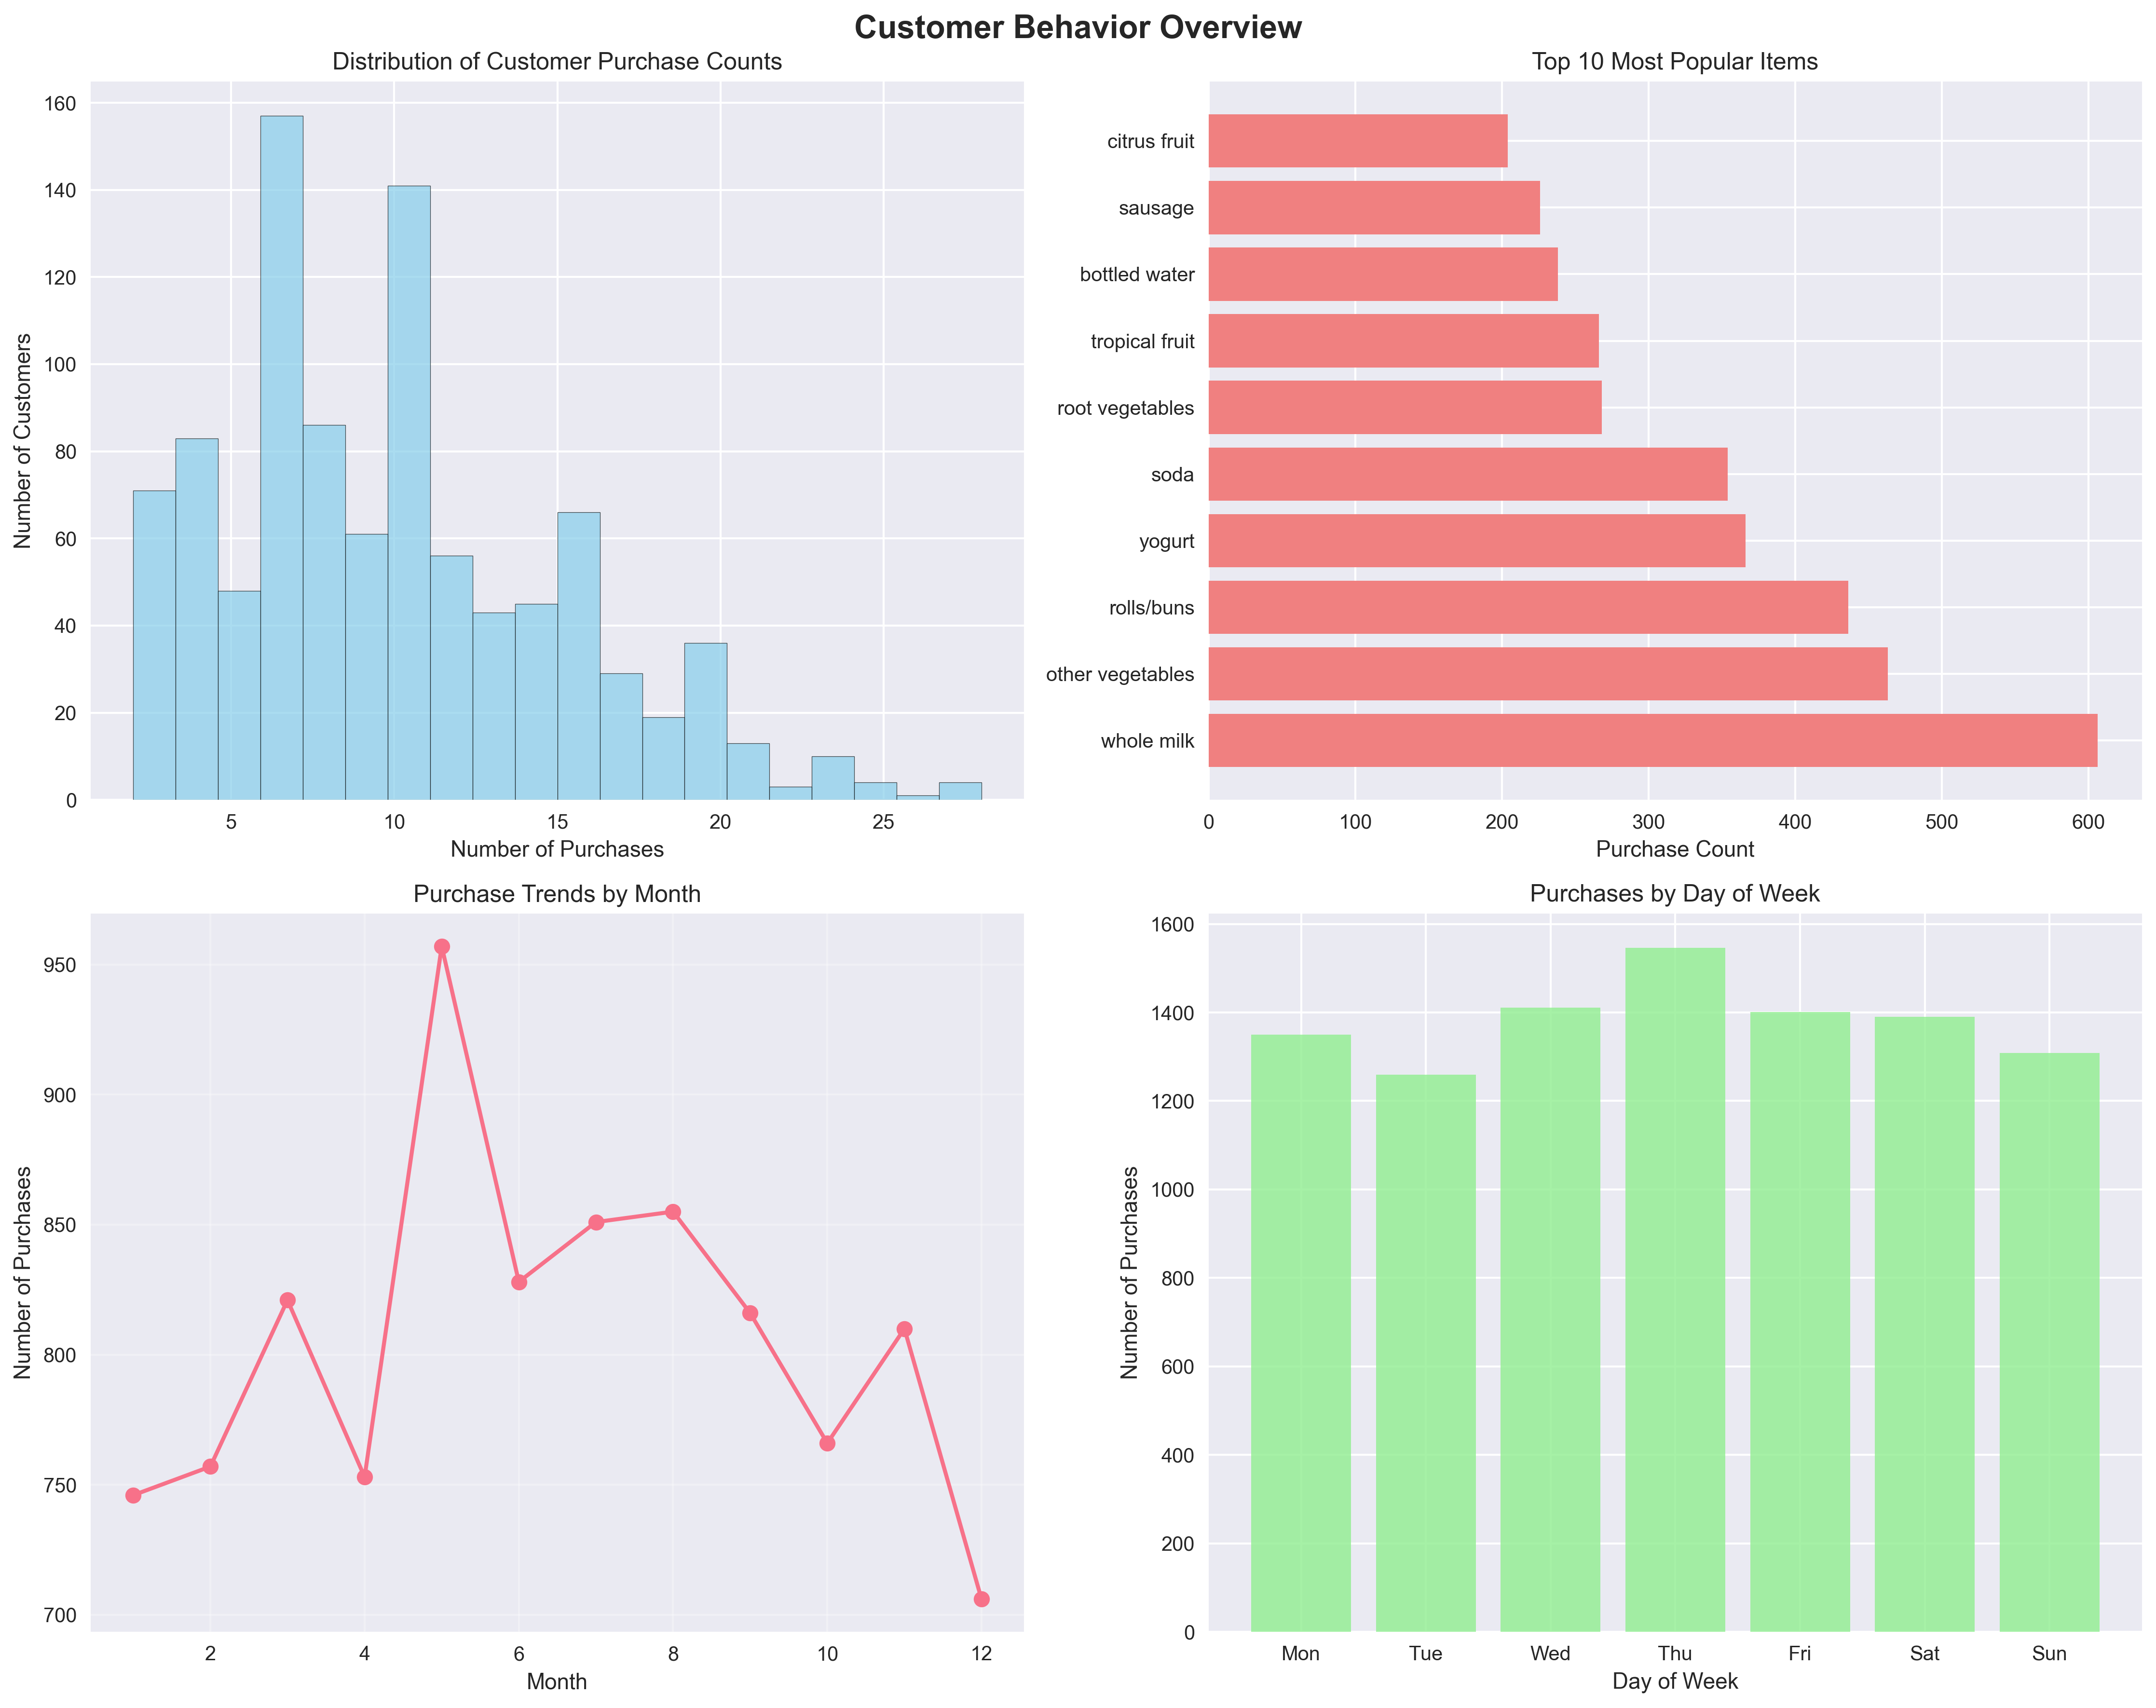 Customer Behavior Overview
Distribution of Customer Purchase Counts
Number of Customers
160
140
120
100
80
60
40
20
0
5 10 15 20 25
Number of Purchases
Top 10 Most Popular Items
citrus fruit
sausage
bottled water
tropical fruit
root vegetables
soda
yogurt
rolls/buns
other vegetables
whole milk
0 100 200 300 400 500 600
Purchase Count
Purchase Trends by Month
Number of Purchases
950
900
850
800
750
700
2 4 6 8 10 12
Month
Purchases by Day of Week
Number of Purchases
1600
1400
1200
1000
800
600
400
200
0
Mon Tue Wed Thu Fri Sat Sun
Day of Week